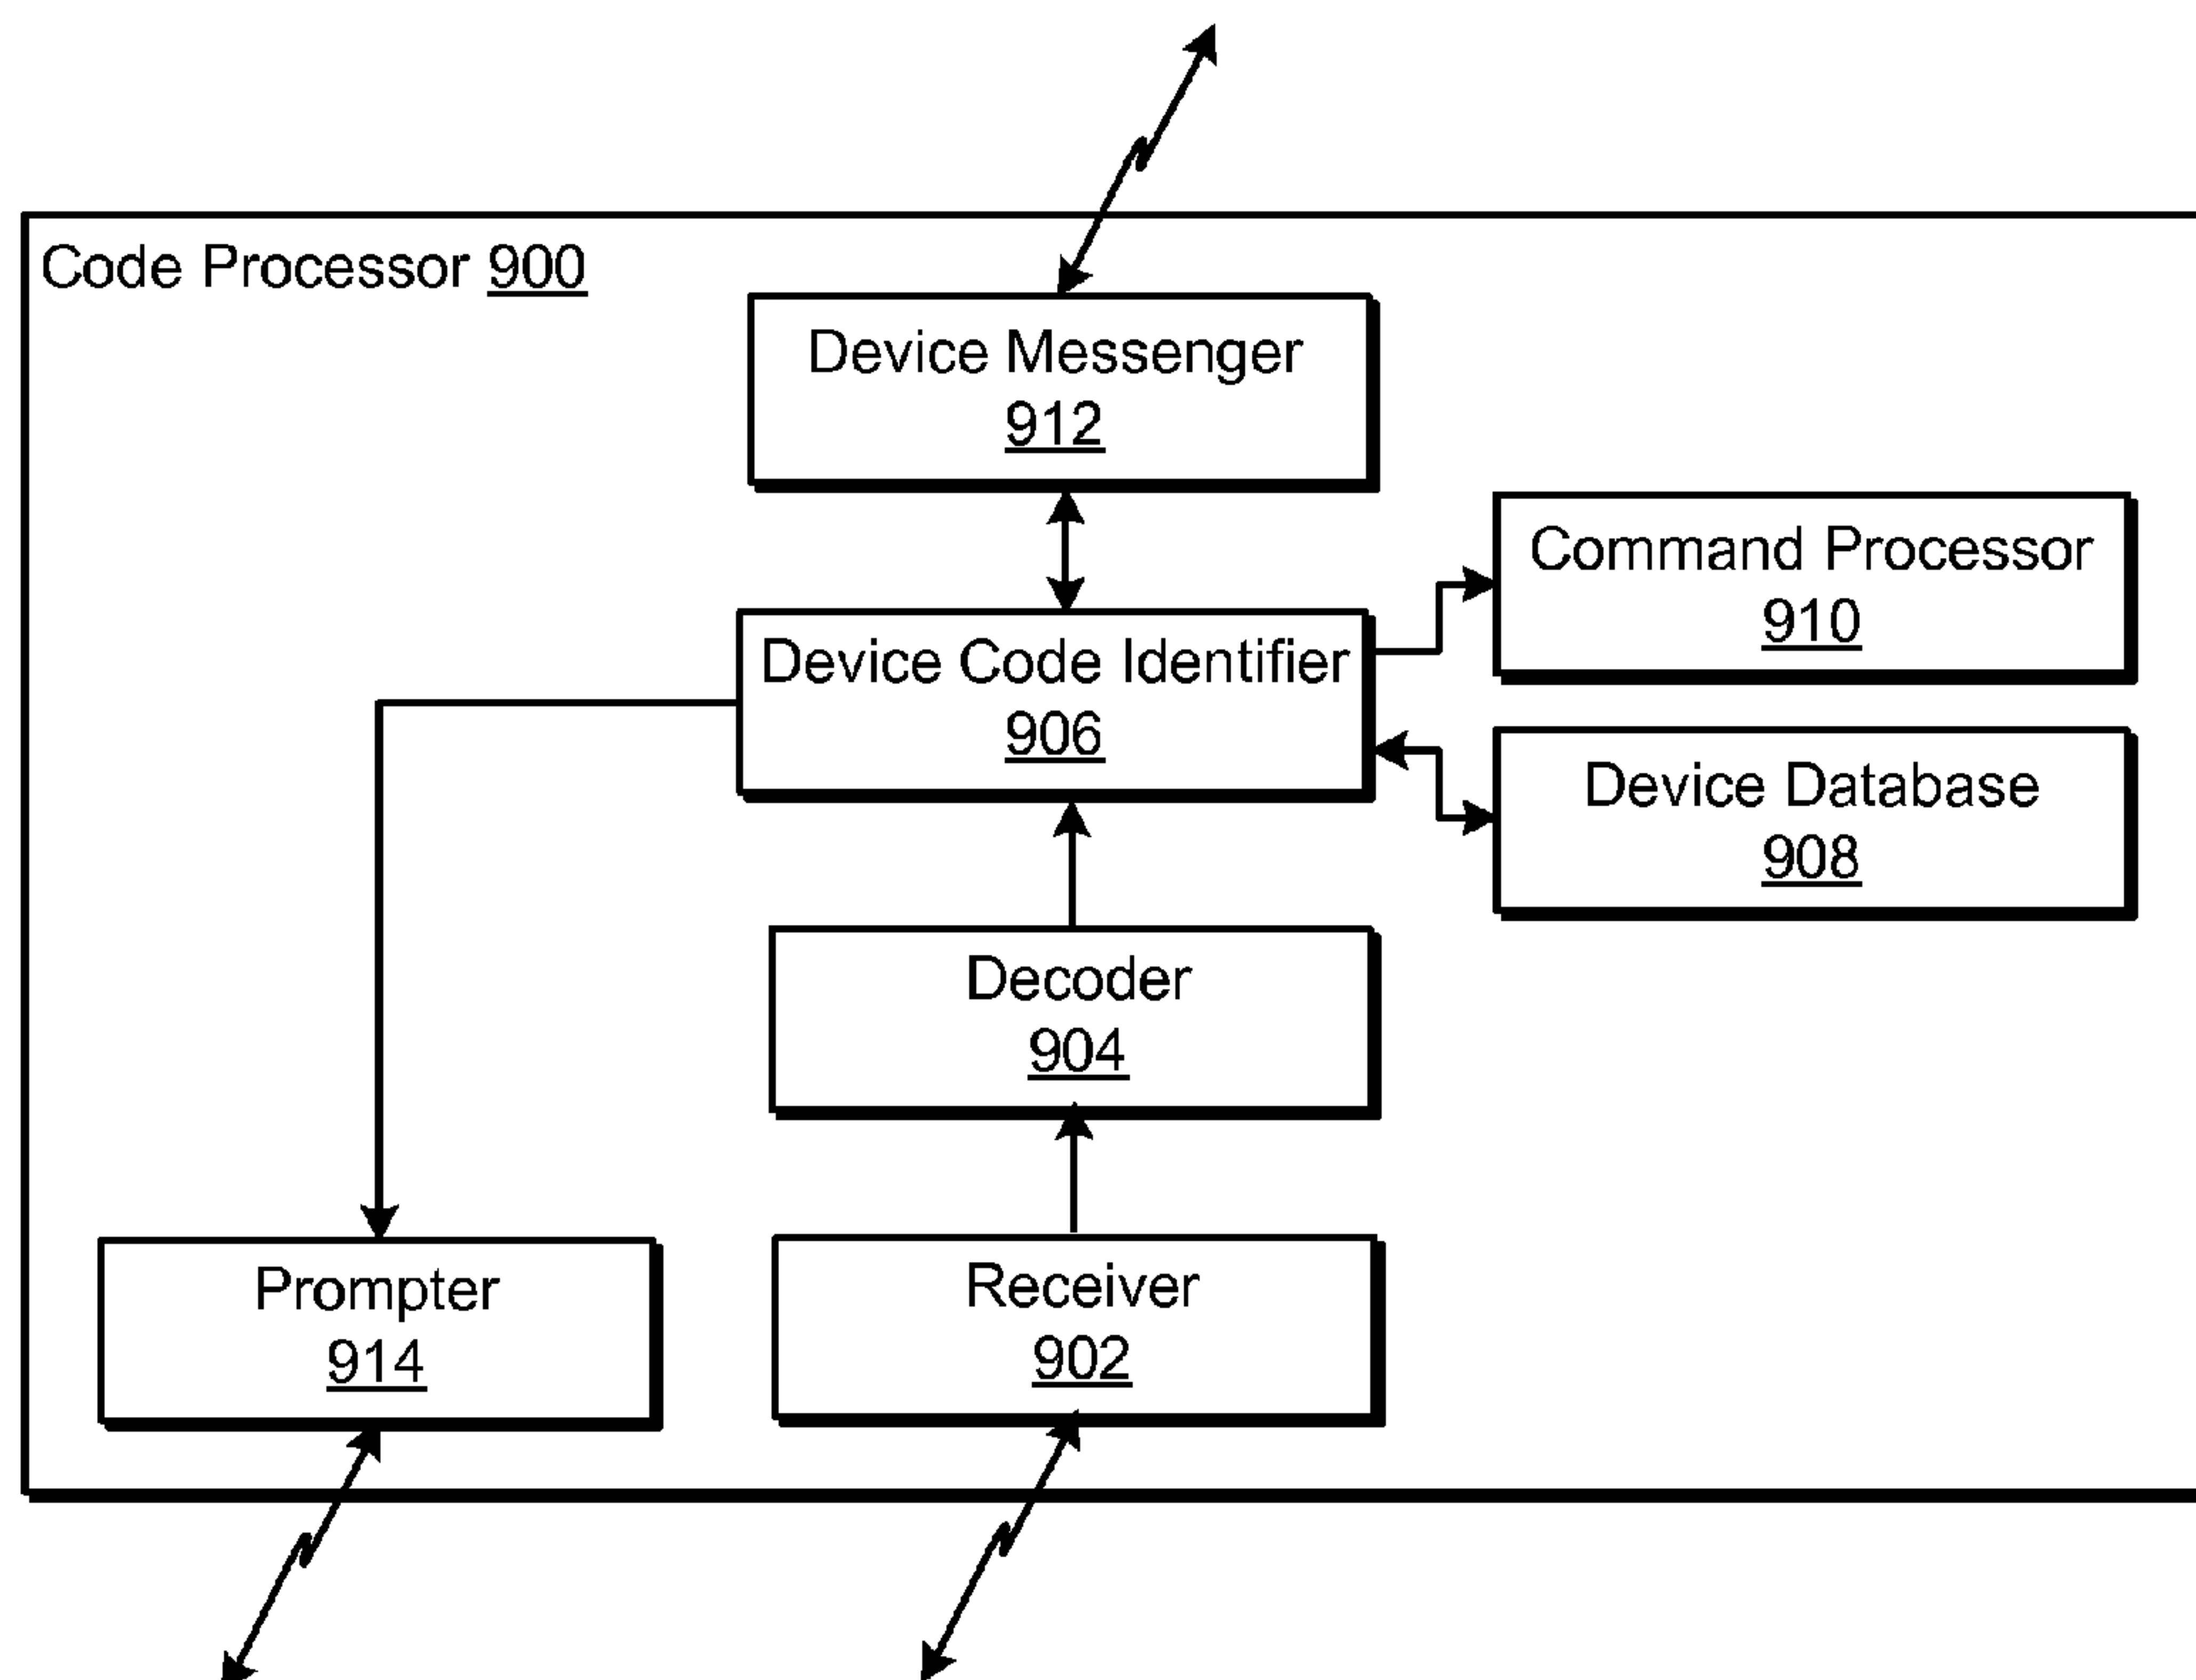 Code Processor 900
Device Messenger
912
Command Processor
910
Device Code Identifier
906
Device Database
908
Decoder
904
Prompter
914
Receiver
902